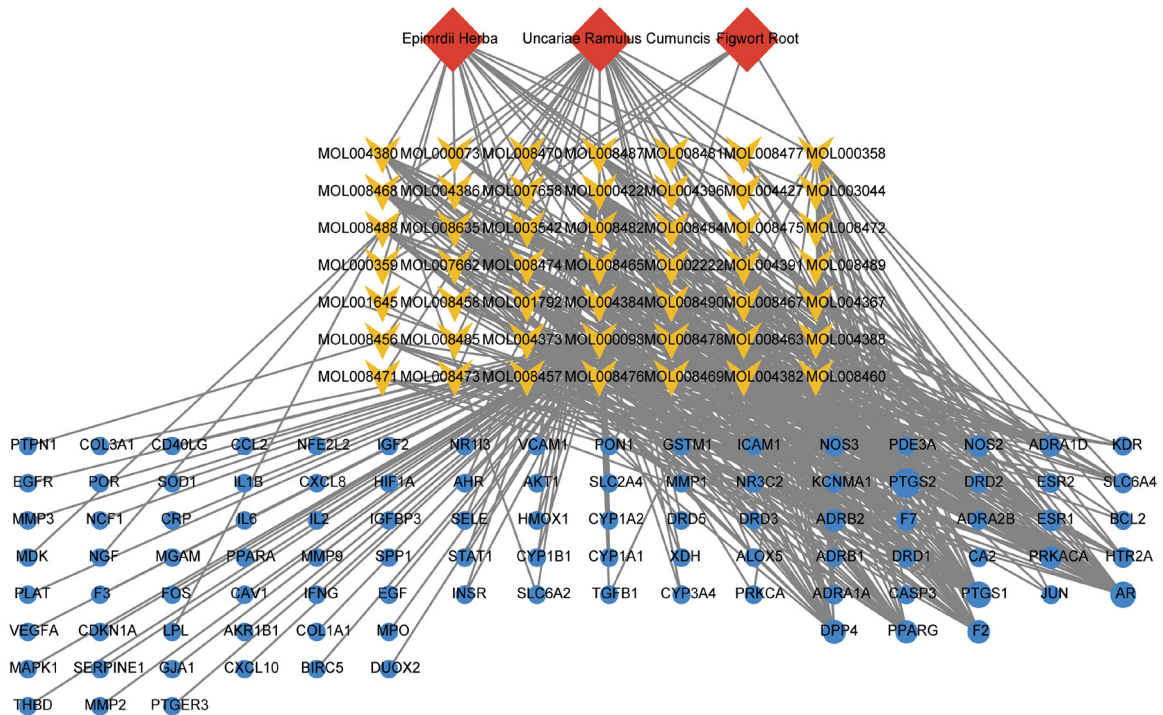 Epimrdii Herba Uncariae Ramulus Cumuncis Figwort Root
MOL004380 MOL000073 MOL008470 MOL008487 MOL008481 MOL008477 MOL000358
MOL008468 MOL004386 MOL007658 MOL000422 MOL004396 MOL004427 MOL003044
MOL008488 MOL008635 MOL003542 MOL008482 MOL008484 MOL008475 MOL008472
MOL000359 MOL007662 MOL008474 MOL008465 MOL002222 MOL004391 MOL008489
MOL001645 MOL008458 MOL001792 MOL004384 MOL008490 MOL008467 MOL004367
MOL008456 MOL008485 MOL004373 MOL000098 MOL008478 MOL008463 MOL004388
MOL008471 MOL008473 MOL008457 MOL008476 MOL008469 MOL004382 MOL008460
PTPN1 COL3A1 CD40LG CCL2 NFE2L2 IGF2 NR1I3 VCAM1 PON1 GSTM1 ICAM1 NOS3 PDE3A NOS2 ADRA1D KDR
EGFR POR SOD1 IL1B CXCL8 HIF1A AHR AKT1 SLC2A4 MMP1 NR3C2 KCNMA1 PTGS2 DRD2 ESR2 SLC6A4
MMP3 NCF1 CRP IL6 IL2 IGFBP3 SELE HMOX1 CYP1A2 DRD5 DRD3 ADRB2 F7 ADRA2B ESR1 BCL2
MDK NGF MGAM PPARA MMP9 SPP1 STAT1 CYP1B1 CYP1A1 XDH ALOX5 ADRB1 DRD1 CA2 PRKACA HTR2A
PLAT F3 FOS CAV1 IFNG EGF INSR SLC6A2 TGFB1 CYP3A4 PRKCA ADRA1A CASP3 PTGS1 JUN AR
VEGFA CDKN1A LPL AKR1B1 COL1A1 MPO DPP4 PPARG F2
MAPK1 SERPINE1 GJA1 CXCL10 BIRC5 DUOX2
THBD MMP2 PTGER3